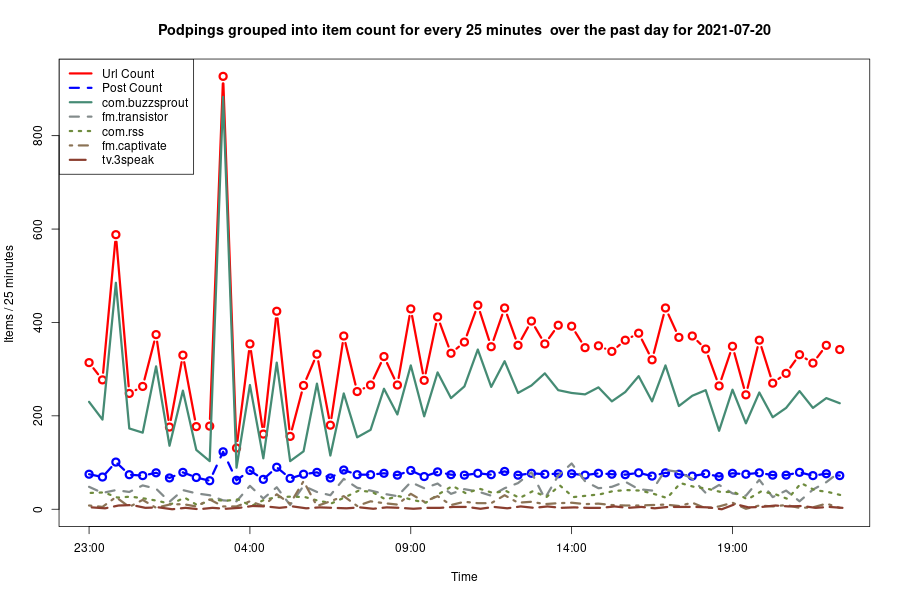 Podpings grouped into item count for every 25 minutes  over the past day for 2021-07-20
Url Count
Post Count
com.buzzsprout
fm.transistor
com.rss
fm.captivate
tv.3speak
Items / 25 minutes
800
600
400
200
0
23:00 04:00 09:00 14:00 19:00
Time